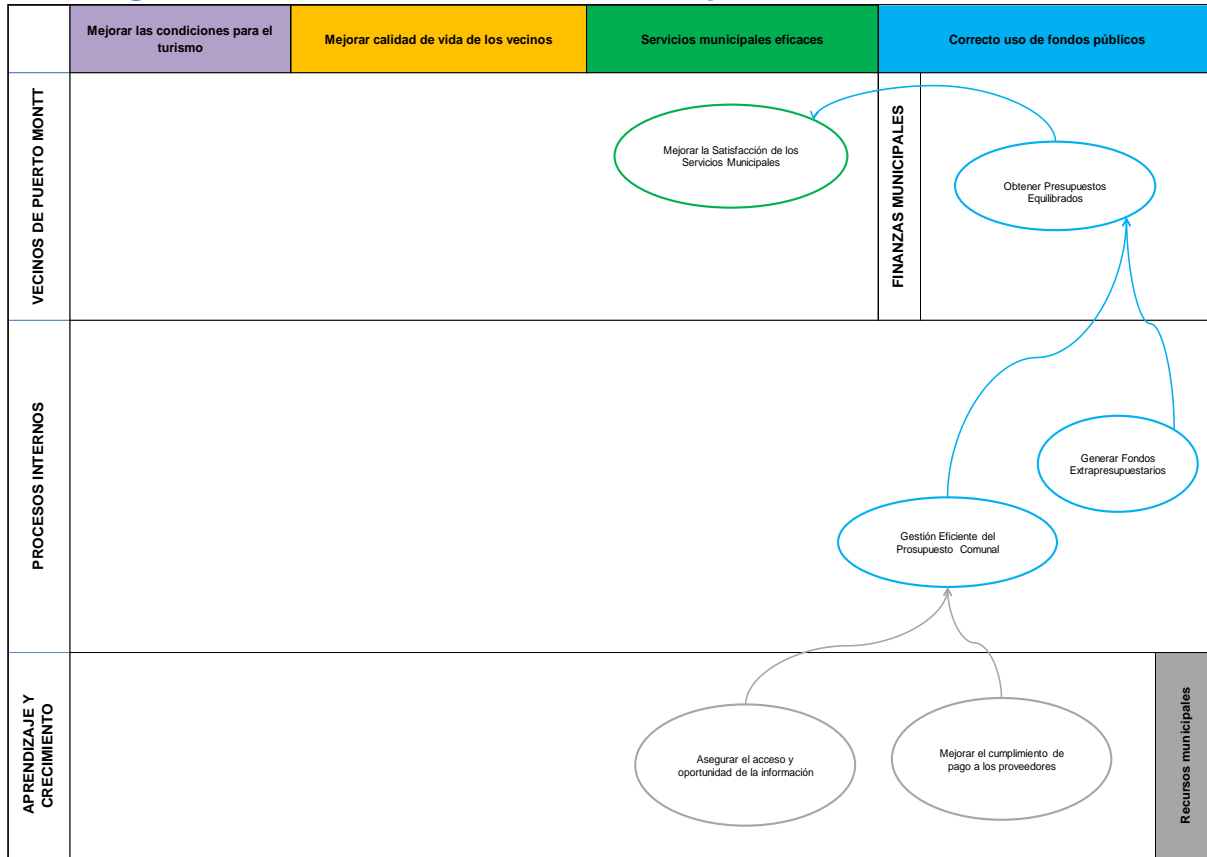 Mejorar las condiciones para el
turismo
Mejorar calidad de vida de los vecinos
Servicios municipales eficaces
Correcto uso de fondos públicos
VECINOS DE PUERTO MONTT
Mejorar la Satisfacción de los
Servicios Municipales
FINANZAS MUNICIPALES
Obtener Presupuestos
Equilibrados
PROCESOS INTERNOS
Generar Fondos
Extrapresupuestarios
Gestión Eficiente del
Prosupuesto Comunal
APRENDIZAJE Y
CRECIMIENTO
Asegurar el acceso y
oportunidad de la información
Mejorar el cumplimiento de
pago a los proveedores
Recursos municipales